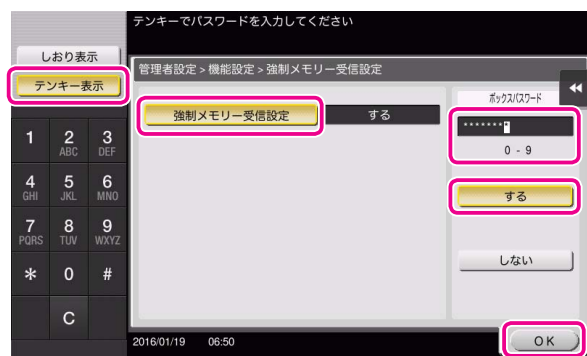 テンキーでパスワードを入力してください
しおり表示
テンキー表示
管理者設定 > 機能設定 > 強制メモリー受信設定
強制メモリー受信設定
する
ボックスパスワード
********
0 - 9
する
しない
1
2
ABC
3
DEF
4
GHI
5
JKL
6
MNO
7
PQRS
8
TUV
9
WXYZ
*
0
#
C
2016/01/19 06:50
OK